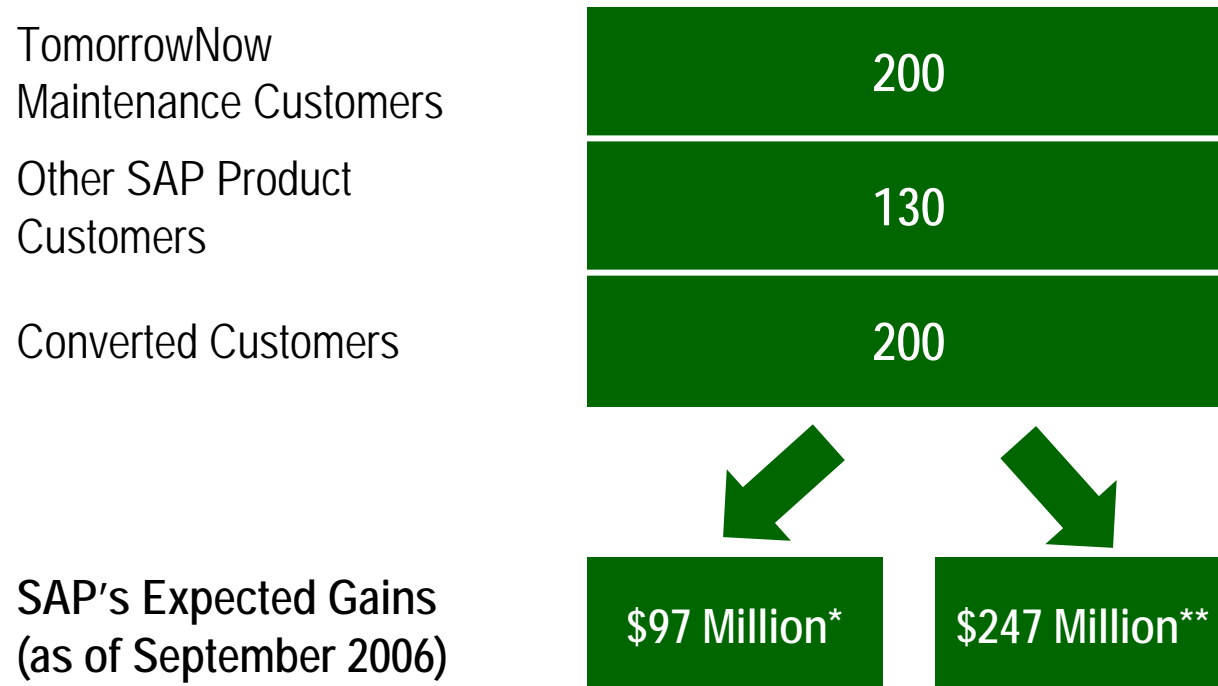 TomorrowNow
Maintenance Customers
200
Other SAP Product
Customers
130
Converted Customers
200
SAP’s Expected Gains
(as of September 2006)
$97 Million*
$247 Million**